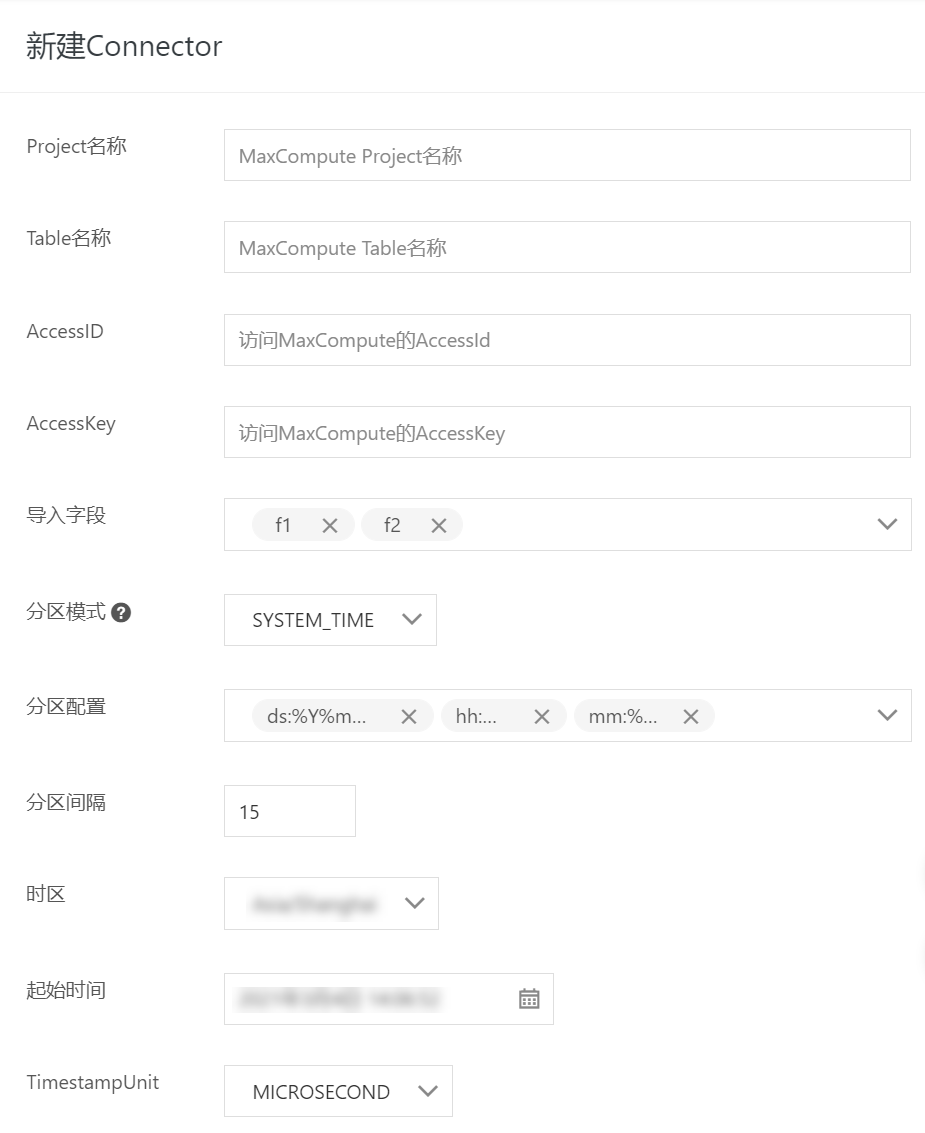 新建Connector
Project名称
MaxCompute Project名称
Table名称
MaxCompute Table名称
AccessID
访问MaxCompute的AccessId
AccessKey
访问MaxCompute的AccessKey
导入字段
f1 f2
分区模式
SYSTEM_TIME
分区配置
ds:%Y%m... hh:... mm:%...
分区间隔
15
时区
起始时间
TimestampUnit
MICROSECOND